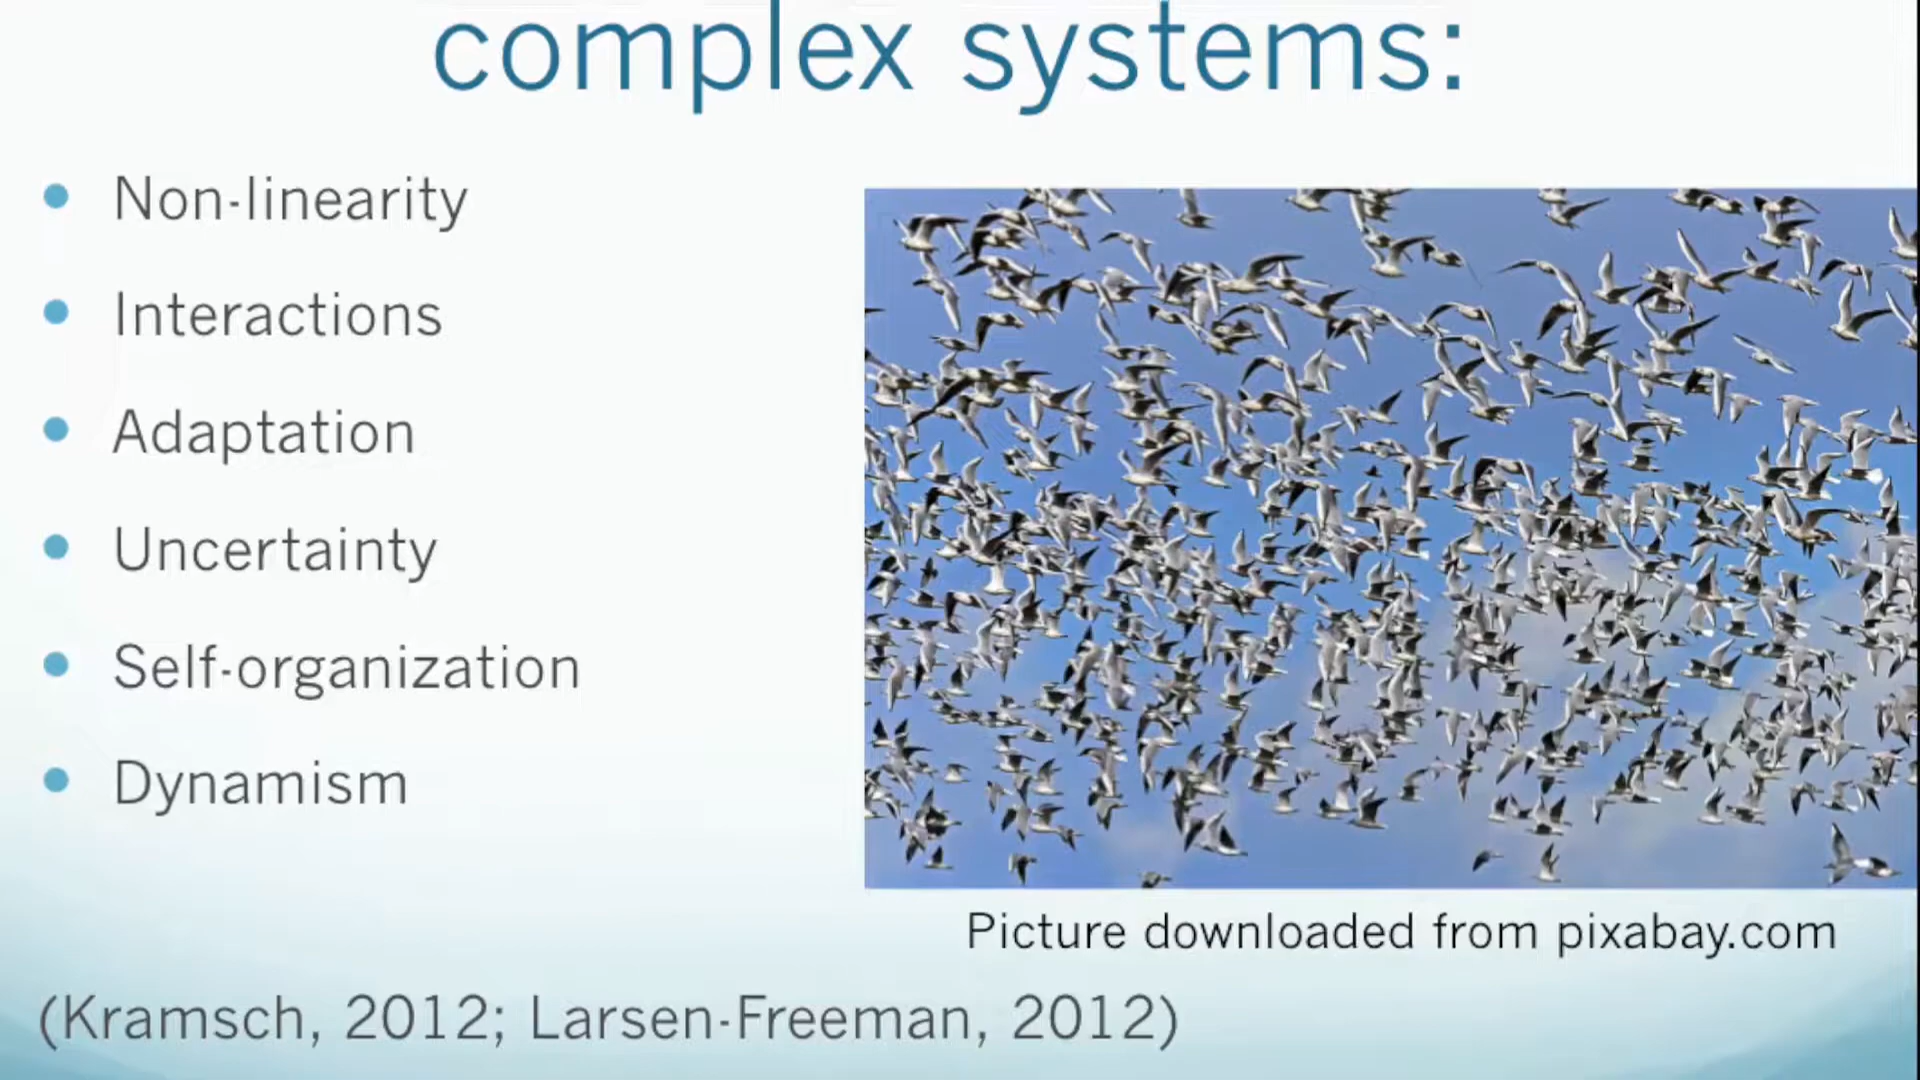 complex systems:
Non-linearity
Interactions
Adaptation
Uncertainty
Self-organization
Dynamism
Picture downloaded from pixabay.com
(Kramsch, 2012; Larsen-Freeman, 2012)